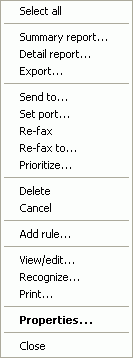 Select all
Summary report...
Detail report...
Export...
Send to...
Set port...
Re-fax
Re-fax to...
Prioritize...
Delete
Cancel
Add rule...
View/edit...
Recognize...
Print...
Properties...
Close